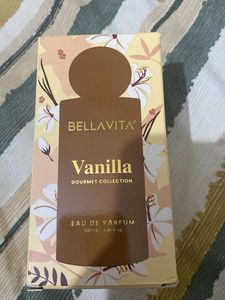 BELLAVITA
Vanilla
GOURMET COLLECTION
EAU DE PARFUM